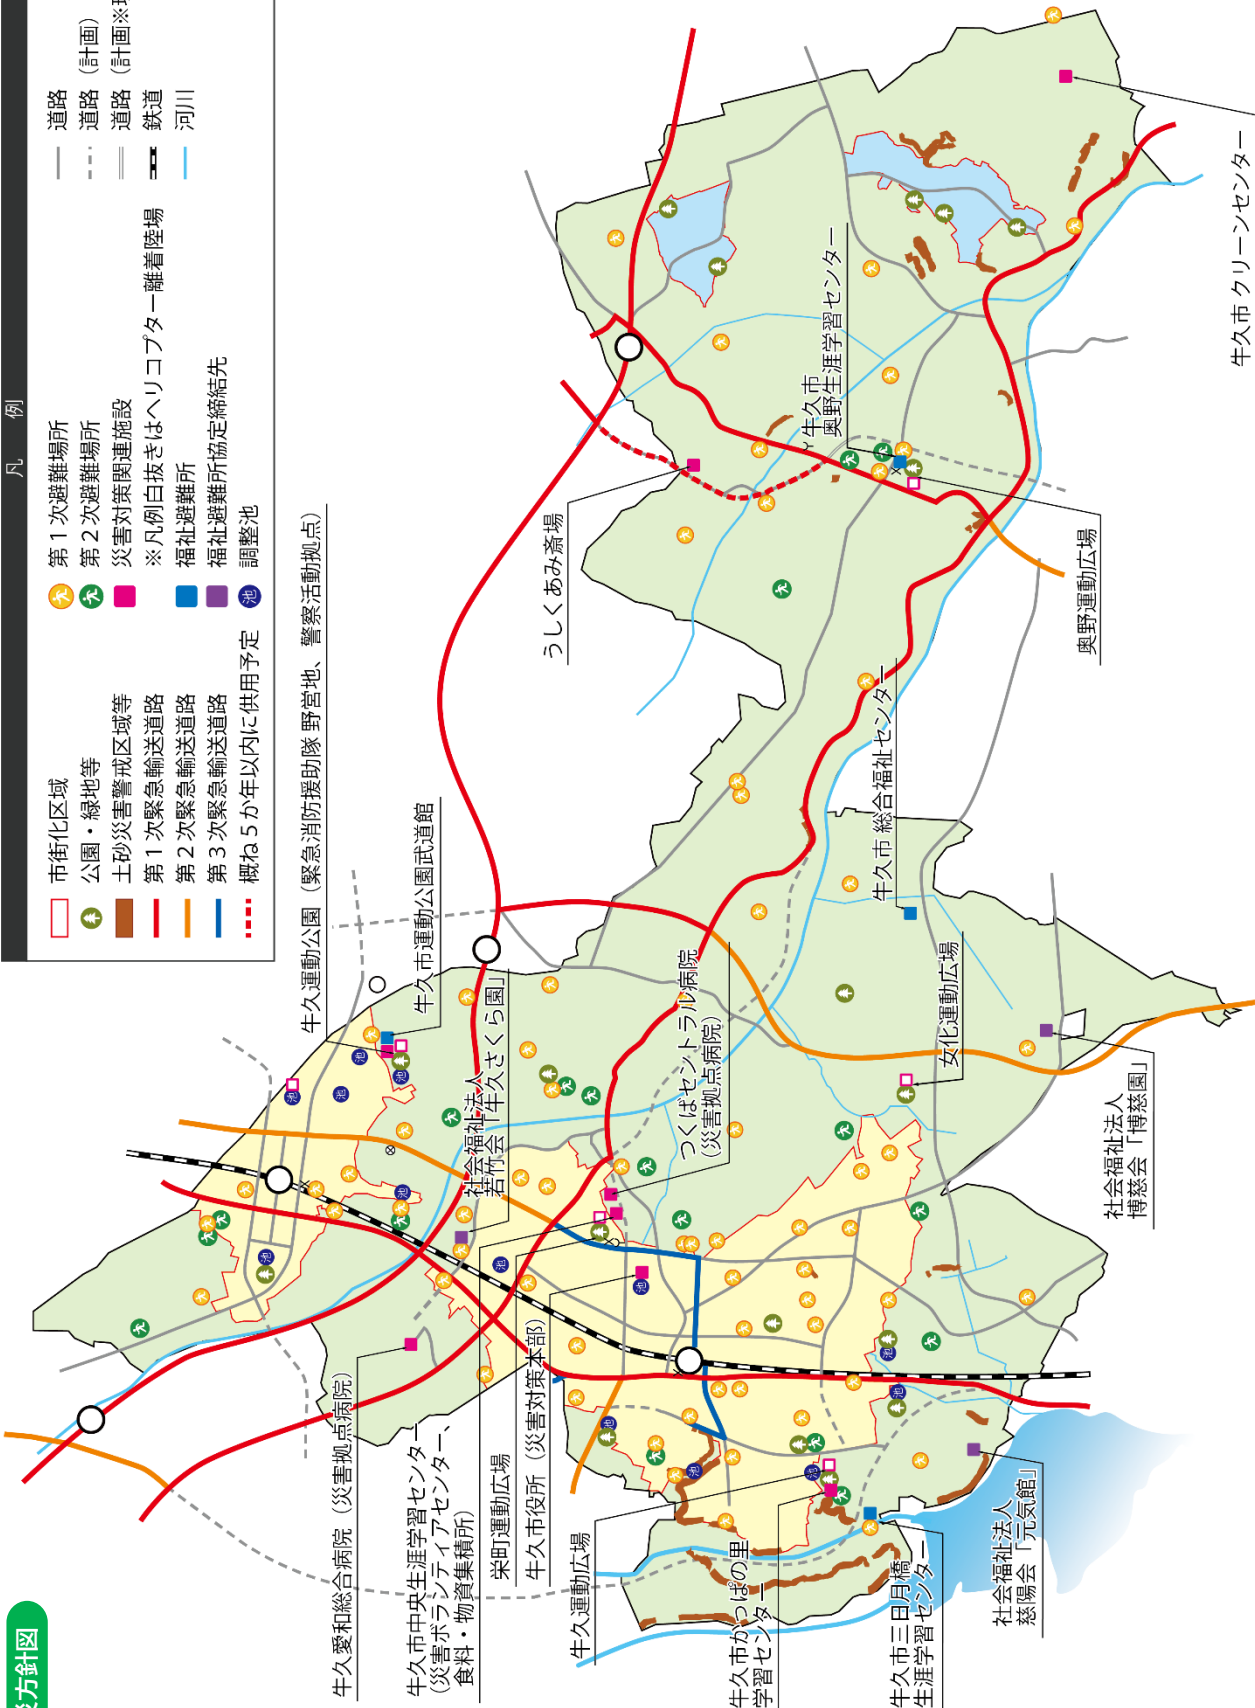 災方針図
凡例
市街化区域
公園・緑地等
土砂災害警戒区域等
第１次緊急輸送道路
第２次緊急輸送道路
第３次緊急輸送道路
概ね５か年以内に供用予定
第１次避難場所
第２次避難場所
災害対策関連施設
※凡例白抜きはヘリコプター離着陸場
福祉避難所
福祉避難所協定締結先
池 調整池
道路
道路（計画）
道路（計画※
鉄道
河川
牛久愛和総合病院（災害拠点病院）
牛久市中央生涯学習センター
（災害ボランティアセンター、
食料・物資集積所）
栄町運動広場
牛久市役所（災害対策本部）
牛久運動広場
牛久市かっぱの里
学習センター
牛久市三日月橋
生涯学習センター
社会福祉法人
慈陽会「元気館」
牛久運動公園（緊急消防援助隊 野営地、警察活動拠点）
牛久市運動公園武道館
社会福祉法人
若竹会「牛久さくら園」
つくばセントラル病院
（災害拠点病院）
牛久市 総合福祉センター
女化運動広場
社会福祉法人
博慈会「博慈園」
うしくあみ斎場
牛久市
奥野生涯学習センター
奥野運動広場
牛久市 クリーンセンター